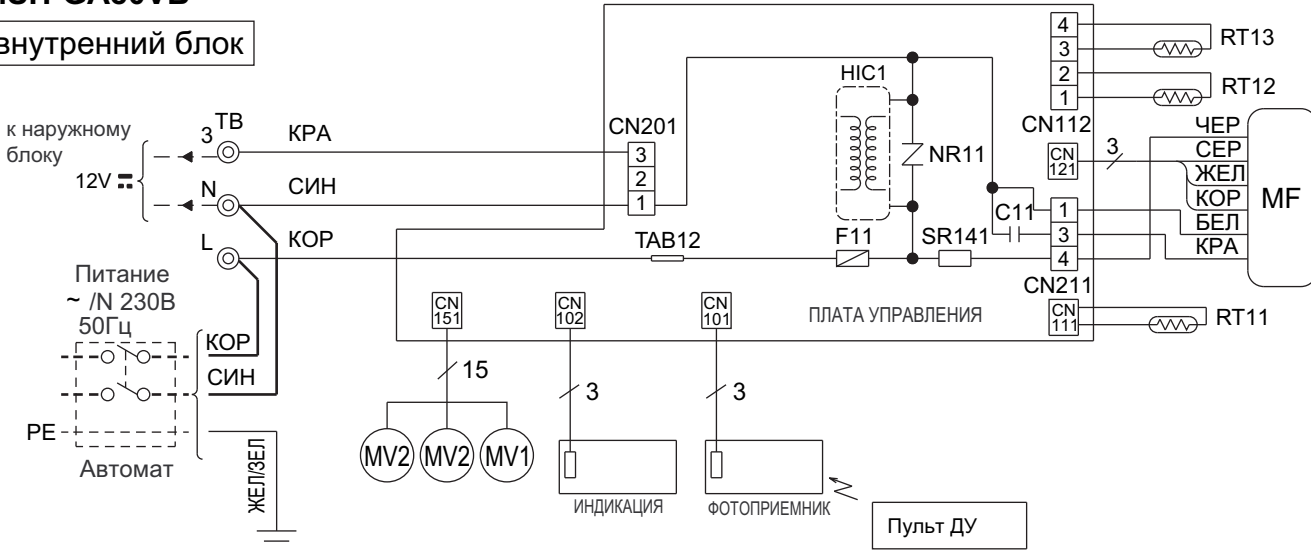 внутренний блок
к наружному
блоку
12V
3
TB
КРА
N
СИН
L
КОР
Питание
~ /N 230В
50Гц
КОР
СИН
PE
Автомат
ЖЕЛ/ЗЕЛ
CN201
3
2
1
TAB12
HIC1
NR11
F11
SR141
C11
4
3
2
1
CN112
RT13
RT12
CN
121
3
1
3
4
CN211
CN
111
RT11
ЧЕР
СЕР
ЖЕЛ
КОР
БЕЛ
КРА
MF
ПЛАТА УПРАВЛЕНИЯ
CN
151
15
MV2
MV2
MV1
CN
102
3
ИНДИКАЦИЯ
CN
101
3
ФОТОПРИЕМНИК
Пульт ДУ